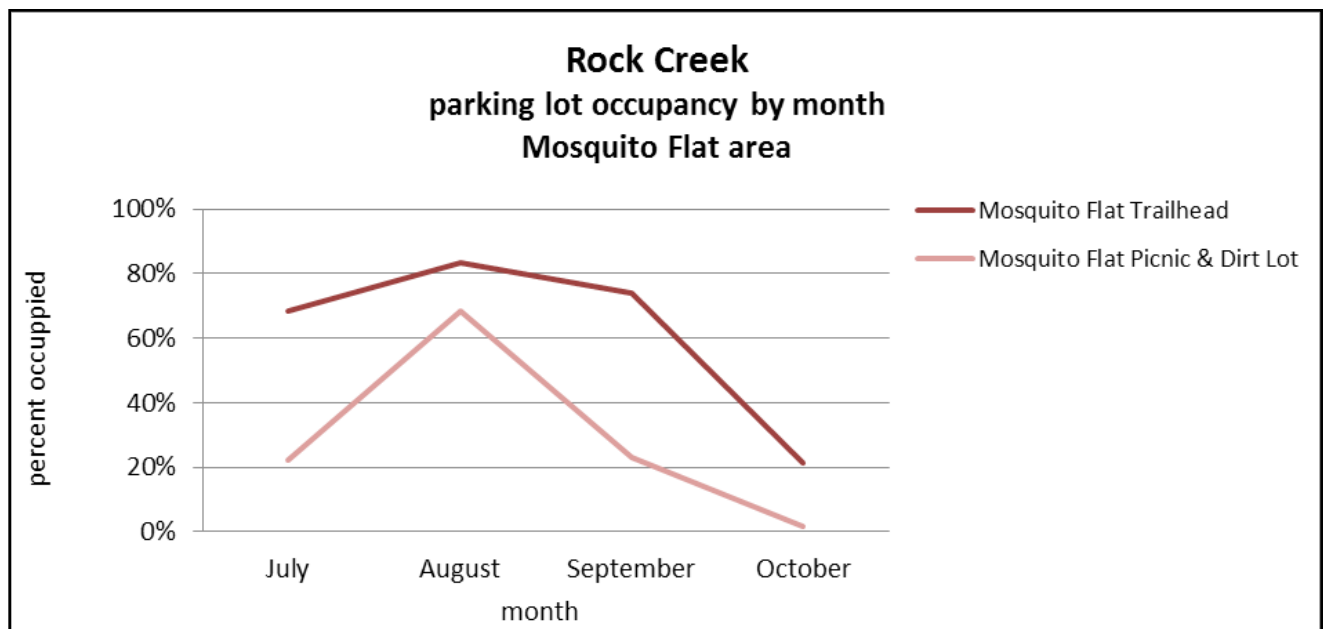 Rock Creek
parking lot occupancy by month
Mosquito Flat area
100%
80%
60%
40%
20%
0%
percent occuppied
July August September October
month
Mosquito Flat Trailhead
Mosquito Flat Picnic & Dirt Lot